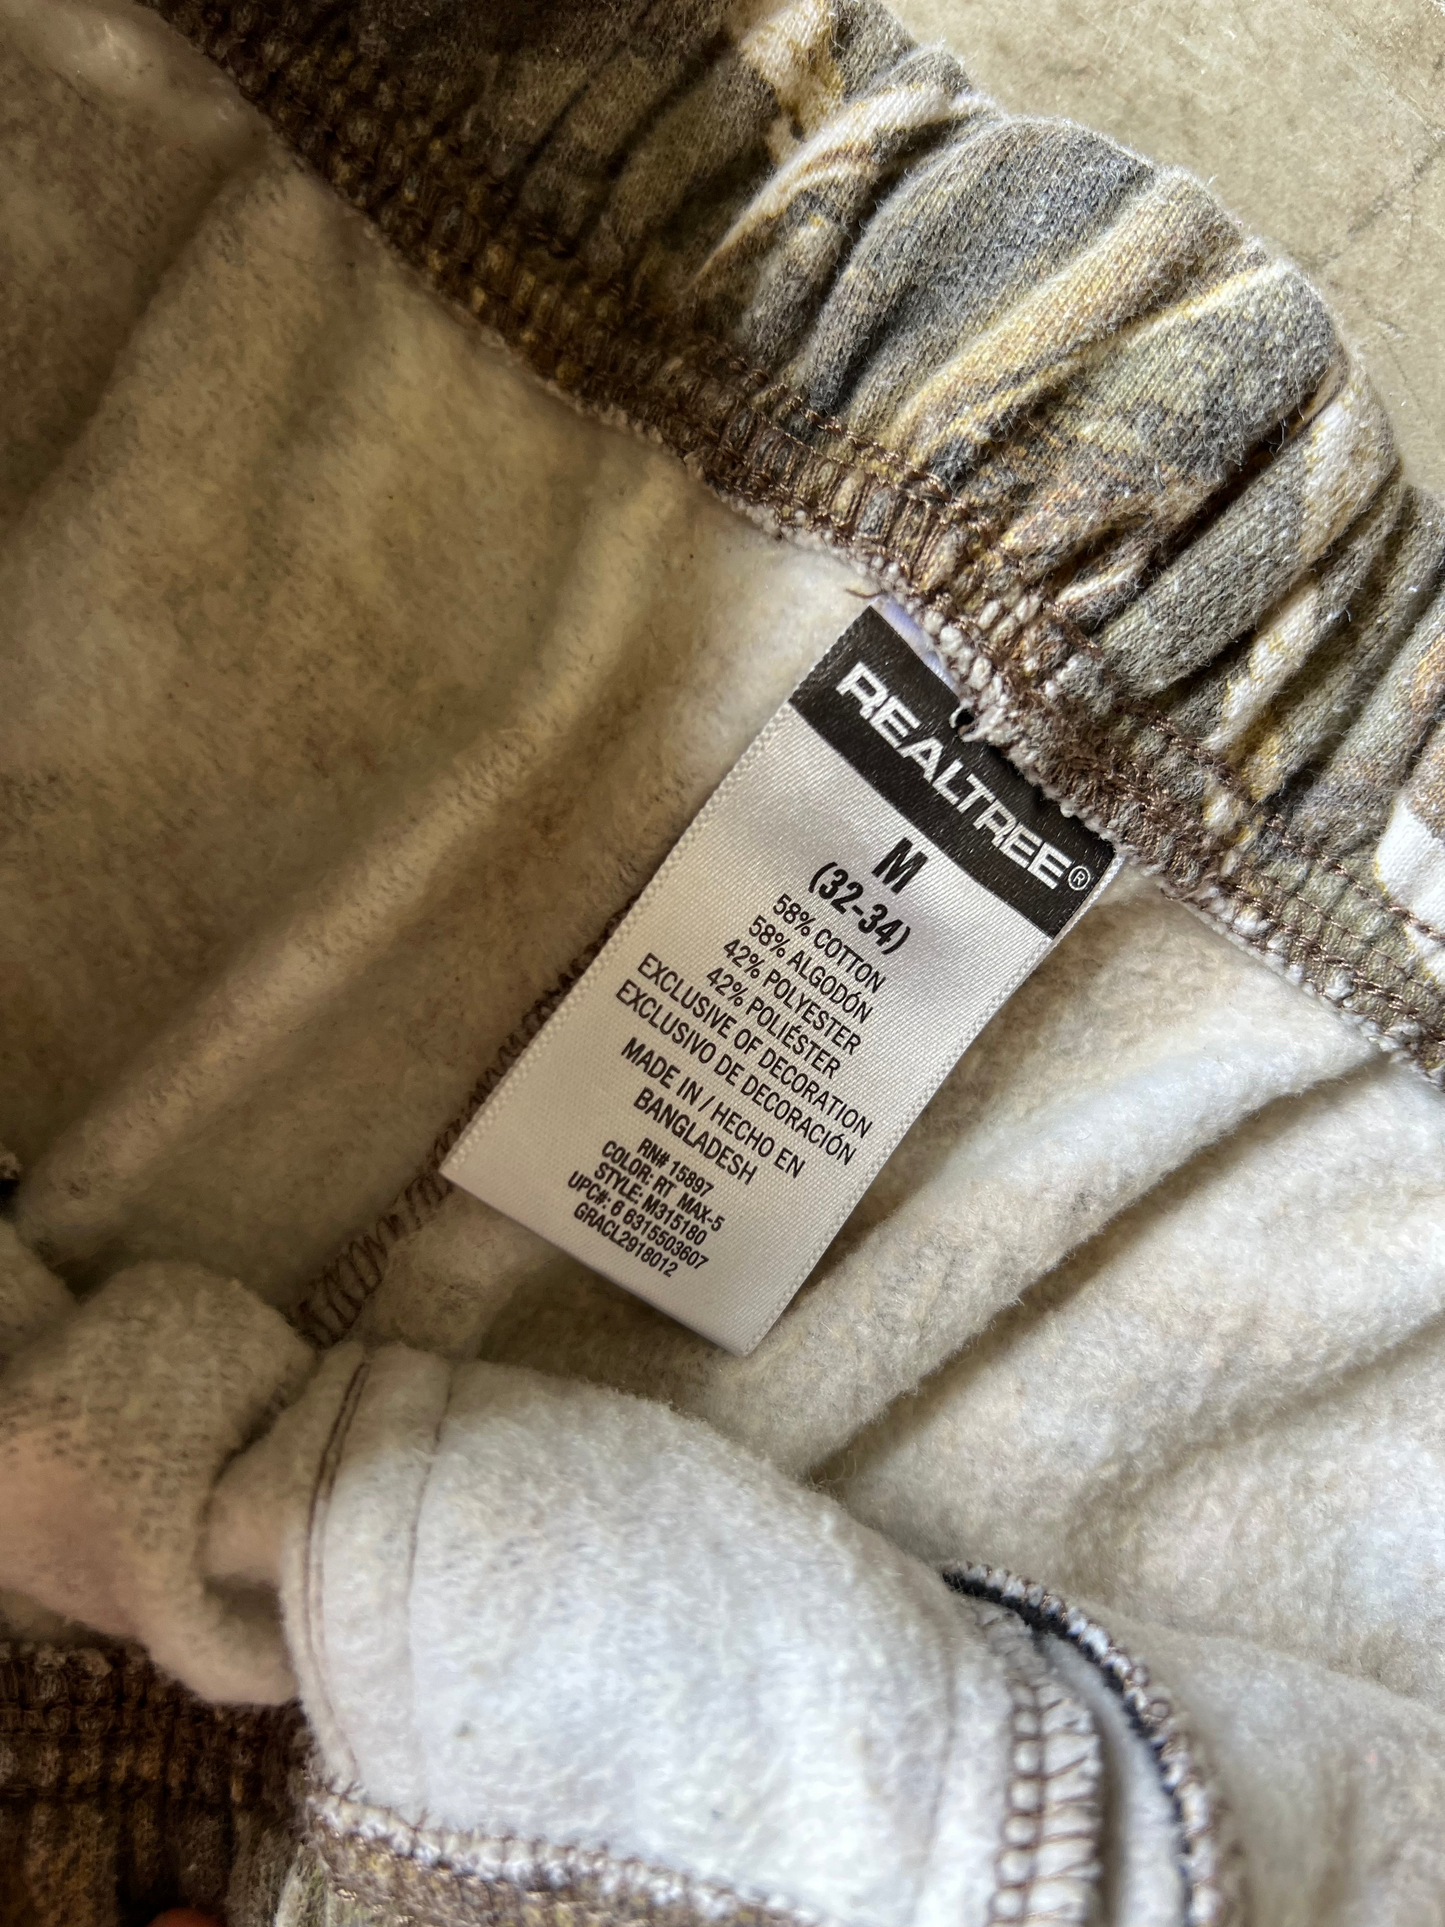 REALTREE®
M
(32-34)
58% COTTON
58% ALGODÓN
42% POLYESTER
42% POLIÉSTER
EXCLUSIVE OF DECORATION
EXCLUSIVO DE DECORACIÓN
MADE IN / HECHO EN
BANGLADESH
RN# 15897
COLOR: RT MAX-5
STYLE: M315180
UPC#: 6 6315503607
GRACL2918012